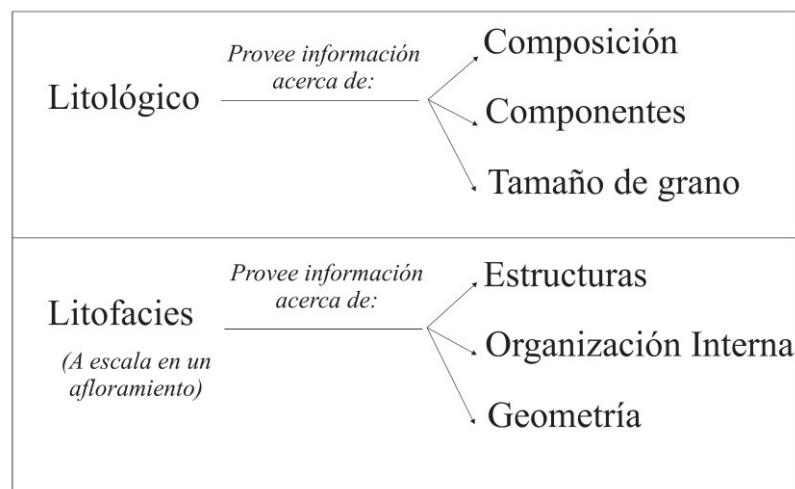 Litológico
Provee información
acerca de:
Composición
Componentes
Tamaño de grano
Litofacies
(A escala en un
afloramiento)
Provee información
acerca de:
Estructuras
Organización Interna
Geometría